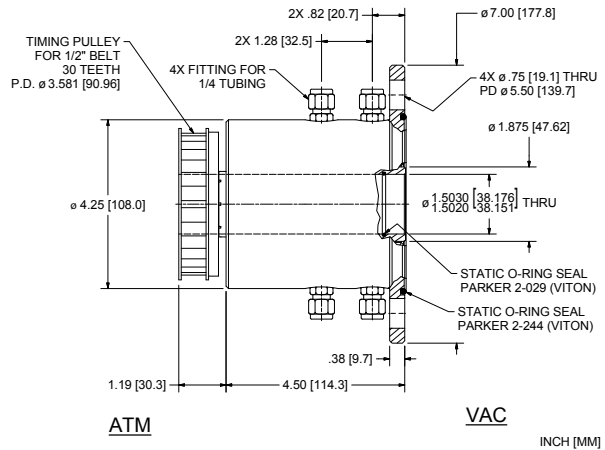 2X .82 [20.7]
ø 7.00 [177.8]
TIMING PULLEY
FOR 1/2" BELT
30 TEETH
P.D. ø 3.581 [90.96]
2X 1.28 [32.5]
4X FITTING FOR
1/4 TUBING
4X ø .75 [19.1] THRU
PD ø 5.50 [139.7]
ø 1.875 [47.62]
ø 4.25 [108.0]
ø 1.5030 [38.176] THRU
1.5020 38.151
STATIC O-RING SEAL
PARKER 2-029 (VITON)
STATIC O-RING SEAL
PARKER 2-244 (VITON)
.38 [9.7]
1.19 [30.3]
4.50 [114.3]
ATM
VAC
INCH [MM]